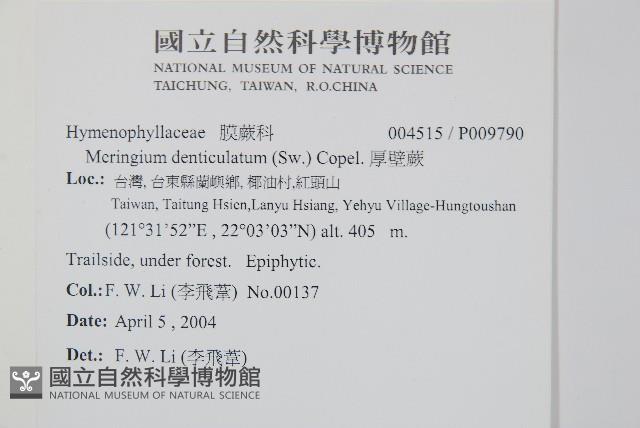 國立自然科學博物館
NATIONAL MUSEUM OF NATURAL SCIENCE
TAICHUNG, TAIWAN, R.O.CHINA
Hymenophyllaceae 膜蕨科 004515 / P009790
Meringium denticulatum (Sw.) Copel. 厚壁蕨
Loc.: 台灣, 台東縣蘭嶼鄉, 椰油村,紅頭山
Taiwan, Taitung Hsien,Lanyu Hsiang, Yehyu Village-Hungtoushan
(121°31'52”E , 22°03'03”N) alt. 405 m.
Trailside, under forest. Epiphytic.
Col.: F. W. Li (李飛葦) No.00137
Date: April 5 , 2004
Det.: F. W. Li (李飛葦)
國立自然科學博物館
NATIONAL MUSEUM OF NATURAL SCIENCE